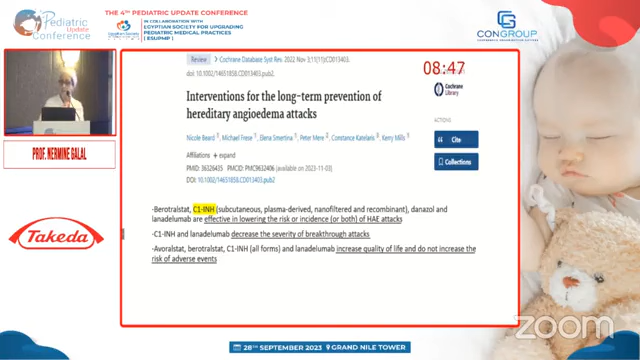 Pediatric
Update
Conference
THE 4TH PEDIATRIC UPDATE CONFERENCE
IN COLLABORATION WITH
EGYPTIAN SOCIETY FOR UPGRADING
PEDIATRIC MEDICAL PRACTICES
( ESUPMP )
CONGROUP
PROF. NERMINE GALAL
Takeda
Review > Cochrane Database Syst Rev. 2022 Nov 3;11(11):CD013403.
doi: 10.1002/14651858.CD013403.pub2.
08:47
Cochrane
Library
Interventions for the long-term prevention of
hereditary angioedema attacks
ACTIONS
Cite
Collections
Nicole Beard 1, Michael Frese 1, Elena Smertina 1, Peter Mere 2, Constance Katelaris 3, Kerry Mills 1
Affiliations + expand
PMID: 36326435 PMCID: PMC9632406 (available on 2023-11-03)
DOI: 10.1002/14651858.CD013403.pub2
-Berotralstat, C1-INH (subcutaneous, plasma-derived, nanofiltered and recombinant), danazol and
lanadelumab are effective in lowering the risk or incidence (or both) of HAE attacks
-C1-INH and lanadelumab decrease the severity of breakthrough attacks
-Avoralstat, berotralstat, C1-INH (all forms) and lanadelumab increase quality of life and do not increase the
risk of adverse events
zoom
28TH SEPTEMBER 2023 GRAND NILE TOWER